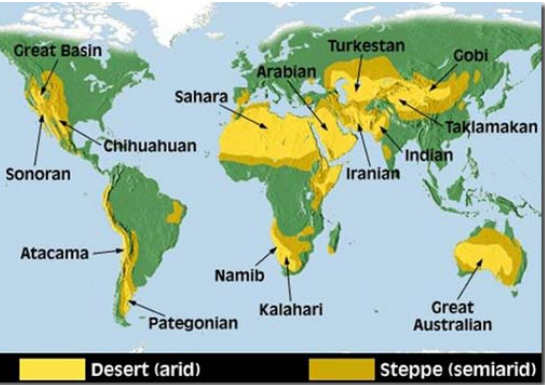 Great Basin
Turkestan
Gobi
Arabian
Sahara
Taklamakan
Chihuahuan
Indian
Sonoran
Iranian
Atacama
Namib
Kalahari
Great
Australian
Pategonian
Desert (arid)
Steppe (semiarid)